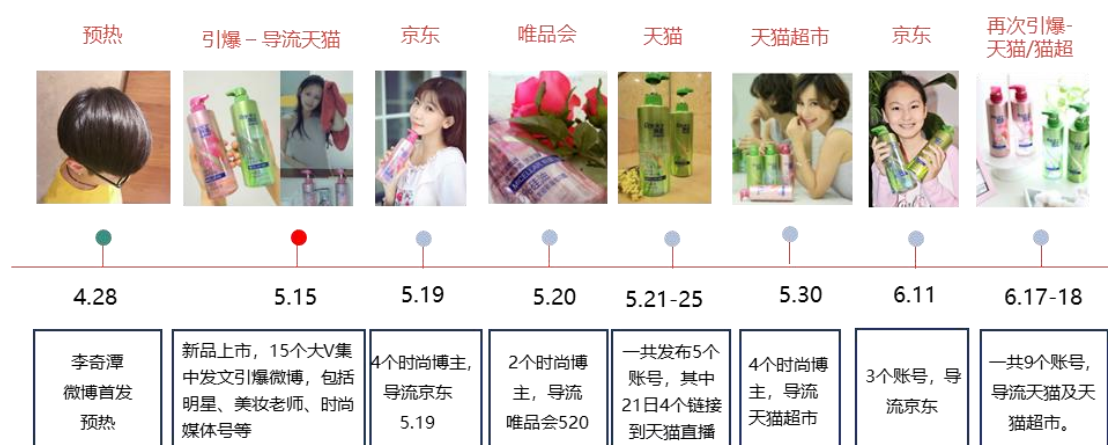 预热
引爆 – 导流天猫
京东
唯品会
天猫
天猫超市
京东
再次引爆-
天猫/猫超
4.28
5.15
5.19
5.20
5.21-25
5.30
6.11
6.17-18
李奇潭
微博首发
预热
新品上市，15个大V集
中发文引爆微博，包括
明星、美妆老师、时尚
媒体号等
4个时尚博主，
导流京东
5.19
2个时尚博
主，导流
唯品会520
一共发布5个
账号，其中
21日4个链接
到天猫直播
4个时尚博
主，导流
天猫超市
3个账号，导
流京东
一共9个账号，
导流天猫及天
猫超市。